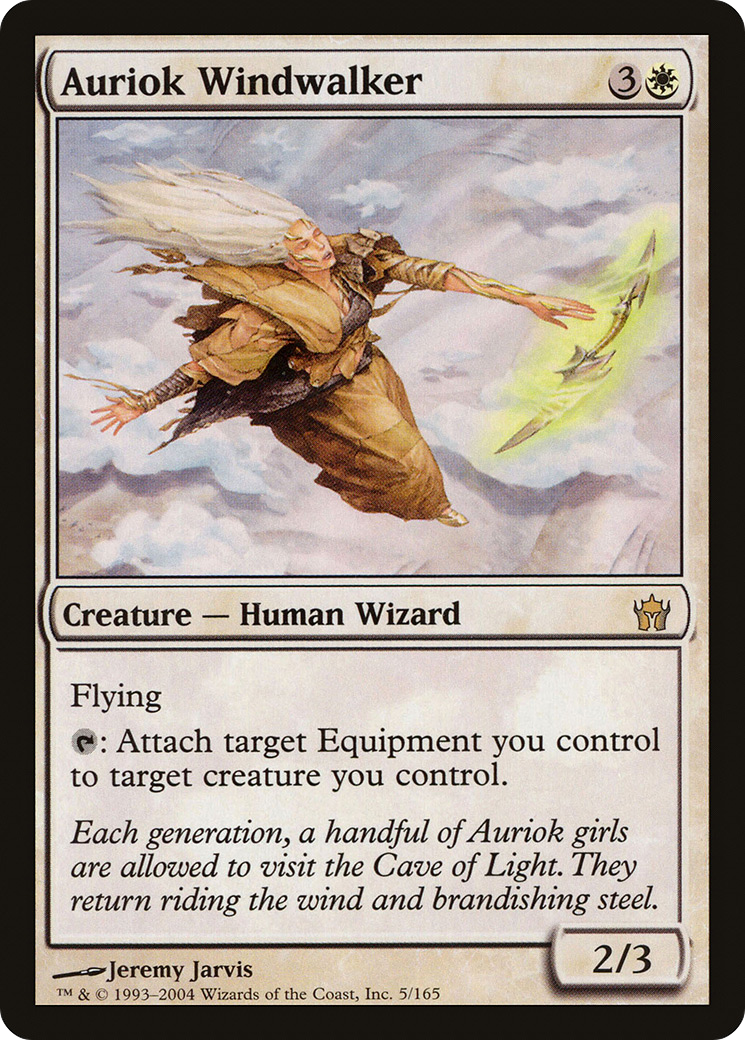 Auriok Windwalker 3
Creature — Human Wizard
Flying
: Attach target Equipment you control
to target creature you control.
Each generation, a handful of Auriok girls
are allowed to visit the Cave of Light. They
return riding the wind and brandishing steel.
2/3
Jeremy Jarvis
™ & © 1993–2004 Wizards of the Coast, Inc. 5/165